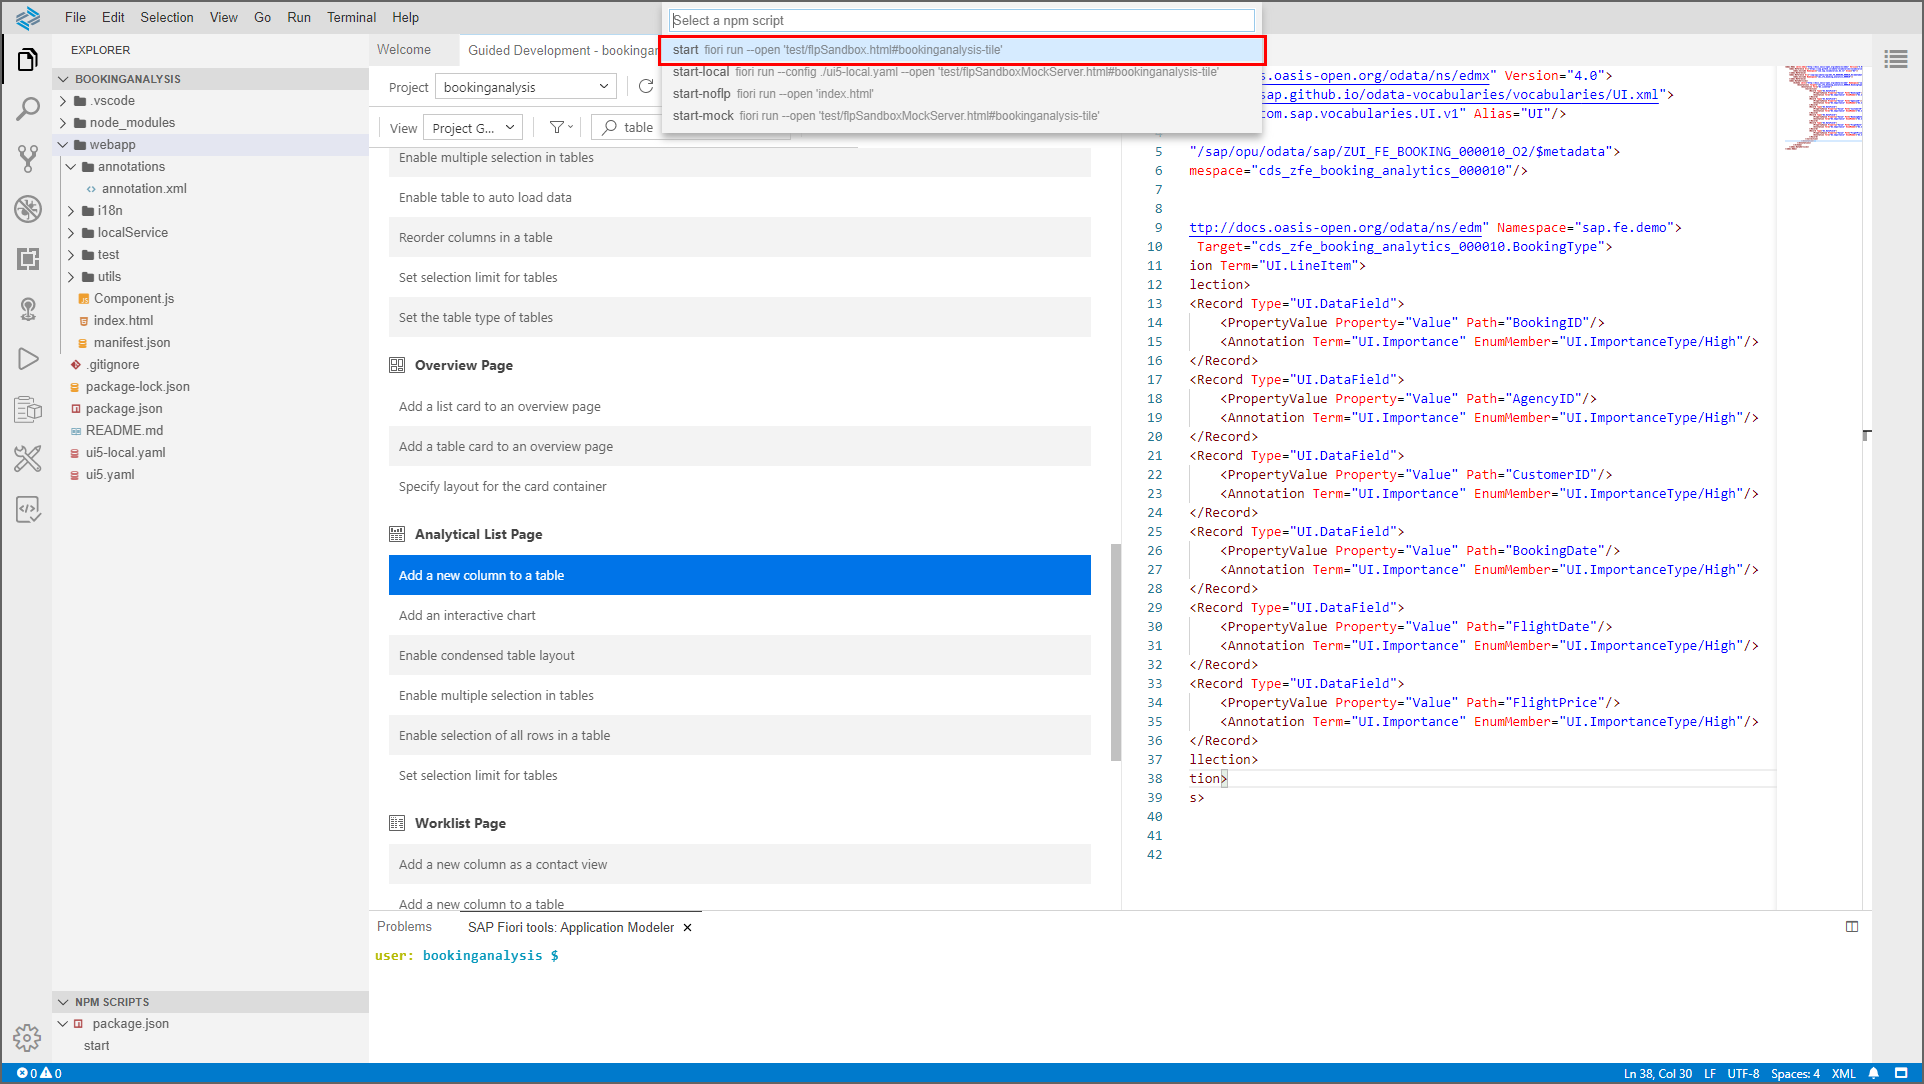 File Edit Selection View Go Run Terminal Help
Select a npm script
start fiori run --open 'test/flpSandbox.html#bookinganalysis-tile'
start-local fiori run --config ./ui5-local.yaml --open 'test/flpSandboxMockServer.html#bookinganalysis-tile'
start-noflp fiori run --open 'index.html'
start-mock fiori run --open 'test/flpSandboxMockServer.html#bookinganalysis-tile'
EXPLORER
BOOKINGANALYSIS
.vscode
node_modules
webapp
annotations
annotation.xml
i18n
localService
test
utils
Component.js
index.html
manifest.json
.gitignore
package-lock.json
package.json
README.md
ui5-local.yaml
ui5.yaml
NPM SCRIPTS
package.json
start
Welcome
Guided Development - bookingan
Project bookinganalysis
View Project G... table
Enable multiple selection in tables
Enable table to auto load data
Reorder columns in a table
Set selection limit for tables
Set the table type of tables
Overview Page
Add a list card to an overview page
Add a table card to an overview page
Specify layout for the card container
Analytical List Page
Add a new column to a table
Add an interactive chart
Enable condensed table layout
Enable multiple selection in tables
Enable selection of all rows in a table
Set selection limit for tables
Worklist Page
Add a new column as a contact view
Add a new column to a table
s.oasis-open.org/odata/ns/edmx" Version="4.0">
sap.github.io/odata-vocabularies/vocabularies/UI.xml">
om.sap.vocabularies.UI.v1" Alias="UI"/>
4
5 "/sap/opu/odata/sap/ZUI_FE_BOOKING_000010_O2/$metadata">
6 mespace="cds_zfe_booking_analytics_000010"/>
7
8
9 ttp://docs.oasis-open.org/odata/ns/edm" Namespace="sap.fe.demo">
10 Target="cds_zfe_booking_analytics_000010.BookingType">
11 ion Term="UI.LineItem">
12 lection>
13 <Record Type="UI.DataField">
14 <PropertyValue Property="Value" Path="BookingID"/>
15 <Annotation Term="UI.Importance" EnumMember="UI.ImportanceType/High"/>
16 </Record>
17 <Record Type="UI.DataField">
18 <PropertyValue Property="Value" Path="AgencyID"/>
19 <Annotation Term="UI.Importance" EnumMember="UI.ImportanceType/High"/>
20 </Record>
21 <Record Type="UI.DataField">
22 <PropertyValue Property="Value" Path="CustomerID"/>
23 <Annotation Term="UI.Importance" EnumMember="UI.ImportanceType/High"/>
24 </Record>
25 <Record Type="UI.DataField">
26 <PropertyValue Property="Value" Path="BookingDate"/>
27 <Annotation Term="UI.Importance" EnumMember="UI.ImportanceType/High"/>
28 </Record>
29 <Record Type="UI.DataField">
30 <PropertyValue Property="Value" Path="FlightDate"/>
31 <Annotation Term="UI.Importance" EnumMember="UI.ImportanceType/High"/>
32 </Record>
33 <Record Type="UI.DataField">
34 <PropertyValue Property="Value" Path="FlightPrice"/>
35 <Annotation Term="UI.Importance" EnumMember="UI.ImportanceType/High"/>
36 </Record>
37 llection>
38 tion>
39 s>
40
41
42
Problems SAP Fiori tools: Application Modeler
user: bookinganalysis $
0 0 Ln 38, Col 30 LF UTF-8 Spaces: 4 XML